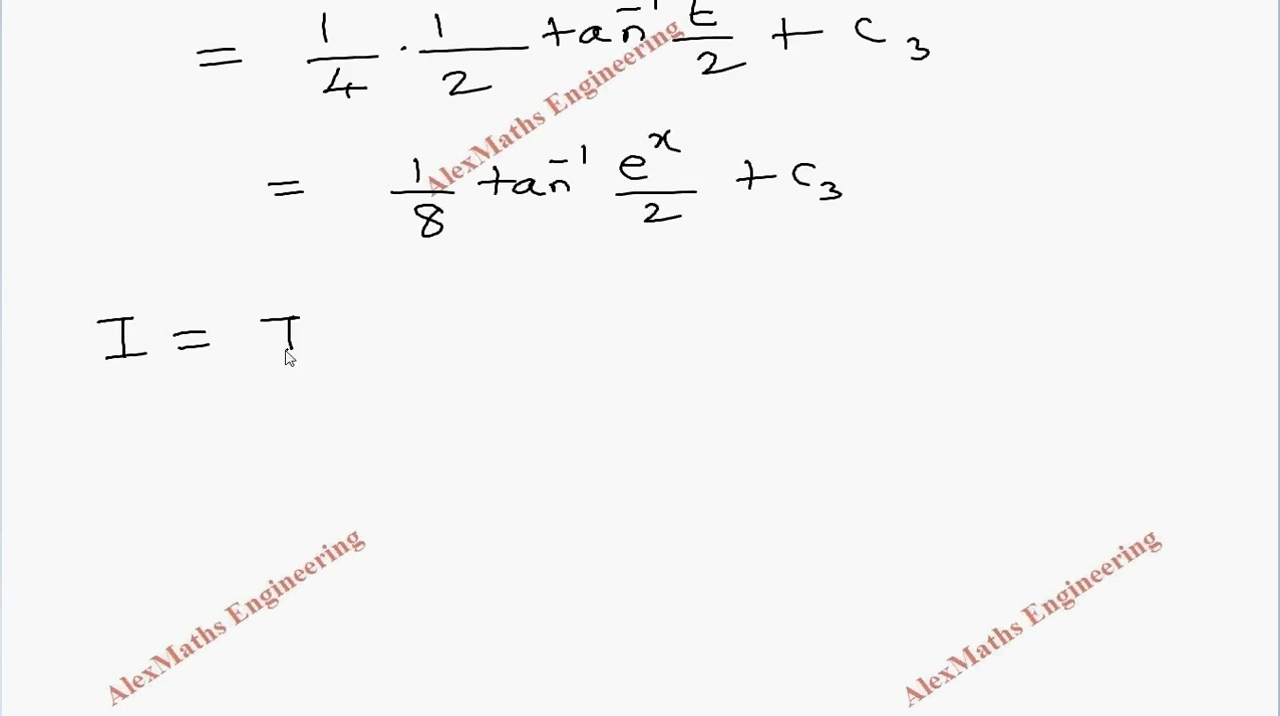 = 1/4 · 1/2 tan⁻¹ t/2 + c₃
= 1/8 tan⁻¹ eˣ/2 + c₃
AlexMaths Engineering
I =
AlexMaths Engineering
AlexMaths Engineering